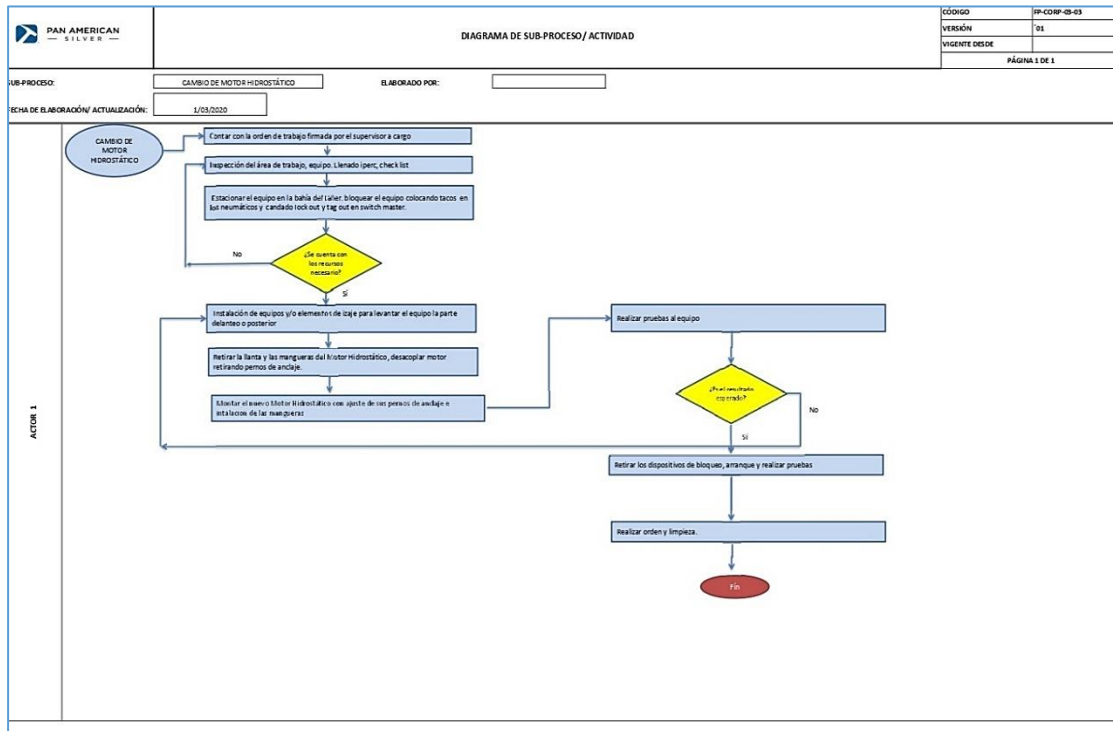 PAN AMERICAN
— SILVER —
DIAGRAMA DE SUB-PROCESO/ ACTIVIDAD
CÓDIGO FP-CORP-03-03
VERSIÓN '01
VIGENTE DESDE
PÁGINA 1 DE 1
SUB-PROCESO: CAMBIO DE MOTOR HIDROSTÁTICO ELABORADO POR:
FECHA DE ELABORACIÓN/ ACTUALIZACIÓN: 1/03/2020
ACTOR 1
CAMBIO DE
MOTOR
HIDROSTÁTICO
Contar con la orden de trabajo firmada por el supervisor a cargo
Inspección del área de trabajo, equipo. Llenado iperc, check list
Estacionar el equipo en la bahía del taller, bloquear el equipo colocando tacos en
los neumáticos y candado lock out y tag out en switch master.
¿Se cuenta con
los recursos
necesario?
No
Sí
Instalación de equipos y/o elementos de izaje para levantar el equipo la parte
delanteo o posterior
Retirar la llanta y las mangueras del Motor Hidrostático, desacoplar motor
retirando pernos de anclaje.
Montar el nuevo Motor Hidrostático con ajuste de sus pernos de anclaje e
intalacion de las mangueras
Realizar pruebas al equipo
¿Es el resultado
esperado?
No
Sí
Retirar los dispositivos de bloqueo, arranque y realizar pruebas
Realizar orden y limpieza.
Fín